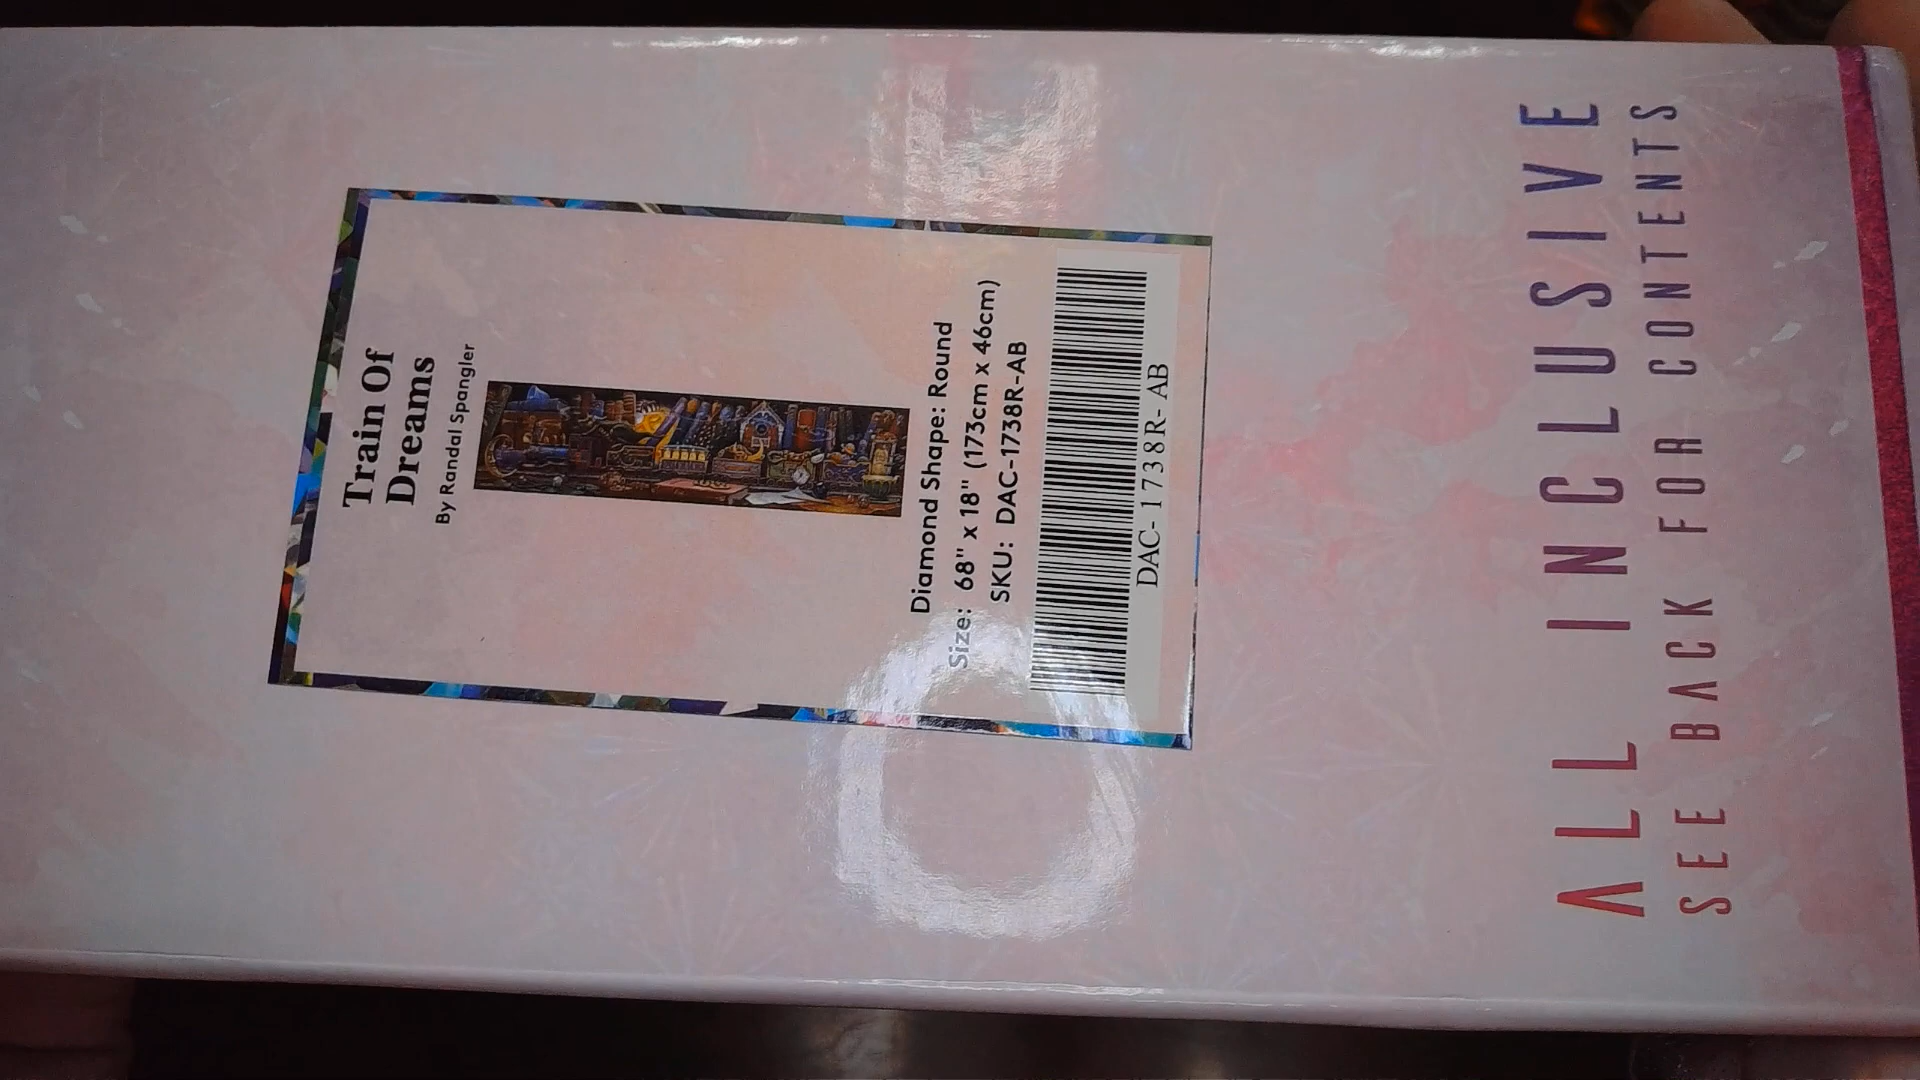 Train Of
Dreams
By Randal Spangler
Diamond Shape: Round
Size: 68" x 18" (173cm x 46cm)
SKU: DAC-1738R-AB
DAC-1738R-AB
ALL INCLUSIVE
SEE BACK FOR CONTENTS